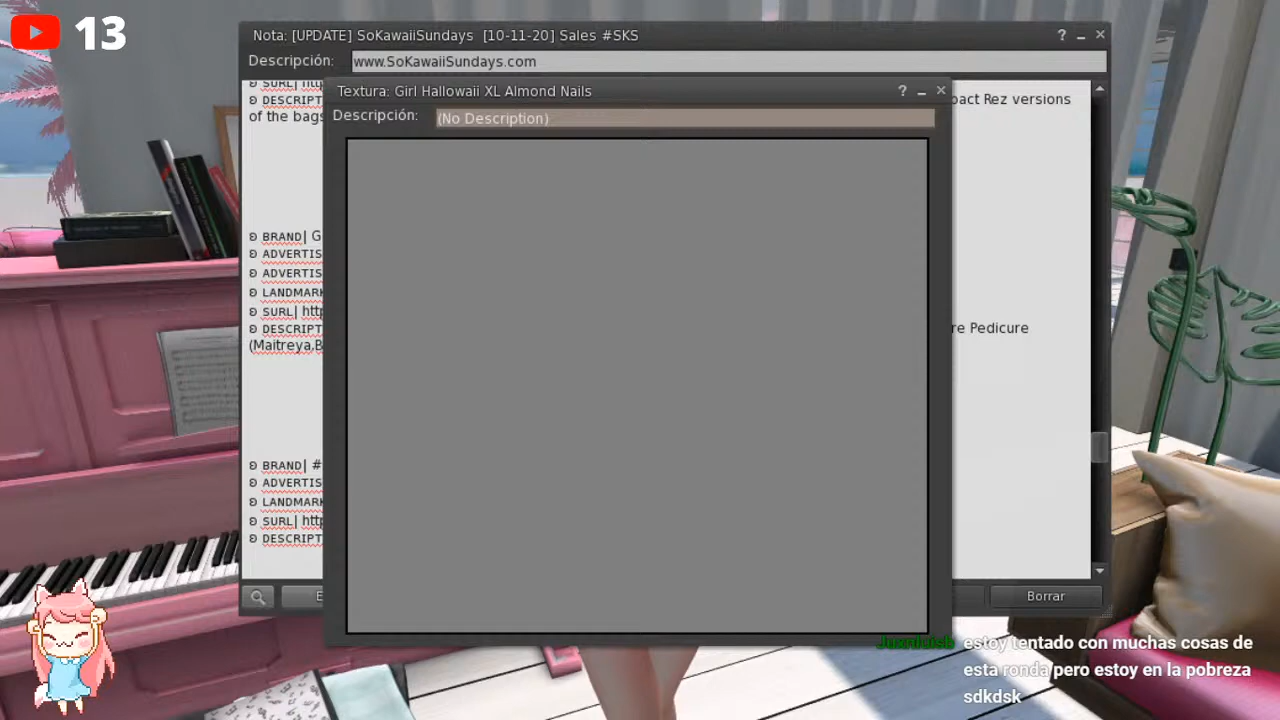 13
Nota: [UPDATE] SoKawaiiSundays [10-11-20] Sales #SKS
Descripción: www.SoKawaiiSundays.com
Textura: Girl Hallowaii XL Almond Nails
Descripción: (No Description)
ʚ SURL|
ʚ DESCRIPT
Rez versions
of the bags
ʚ BRAND| G
ʚ ADVERTIS
ʚ ADVERTIS
ʚ LANDMARK
ʚ SURL| http
ʚ DESCRIPT
re Pedicure
(Maitreya,B
ʚ BRAND| #
ʚ ADVERTIS
ʚ LANDMARK
ʚ SURL| http
ʚ DESCRIPT
E
Borrar
estoy tentado con muchas cosas de
esta ronda pero estoy en la pobreza
sdkdsk